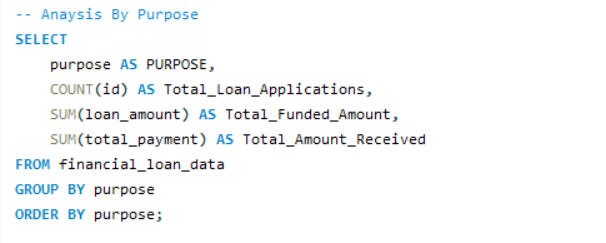 -- Anaysis By Purpose
SELECT
    purpose AS PURPOSE,
    COUNT(id) AS Total_Loan_Applications,
    SUM(loan_amount) AS Total_Funded_Amount,
    SUM(total_payment) AS Total_Amount_Received
FROM financial_loan_data
GROUP BY purpose
ORDER BY purpose;